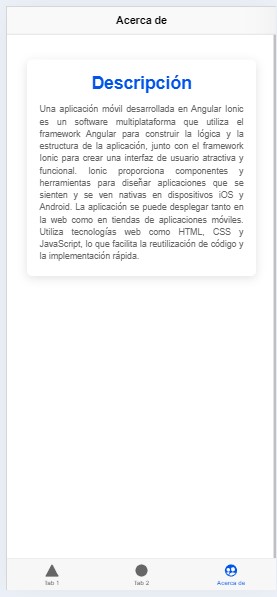 Acerca de
Descripción
Una aplicación móvil desarrollada en Angular Ionic
es un software multiplataforma que utiliza el
framework Angular para construir la lógica y la
estructura de la aplicación, junto con el framework
Ionic para crear una interfaz de usuario atractiva y
funcional. Ionic proporciona componentes y
herramientas para diseñar aplicaciones que se
sienten y se ven nativas en dispositivos iOS y
Android. La aplicación se puede desplegar tanto en
la web como en tiendas de aplicaciones móviles.
Utiliza tecnologías web como HTML, CSS y
JavaScript, lo que facilita la reutilización de código y
la implementación rápida.
Tab 1
Tab 2
Acerca de